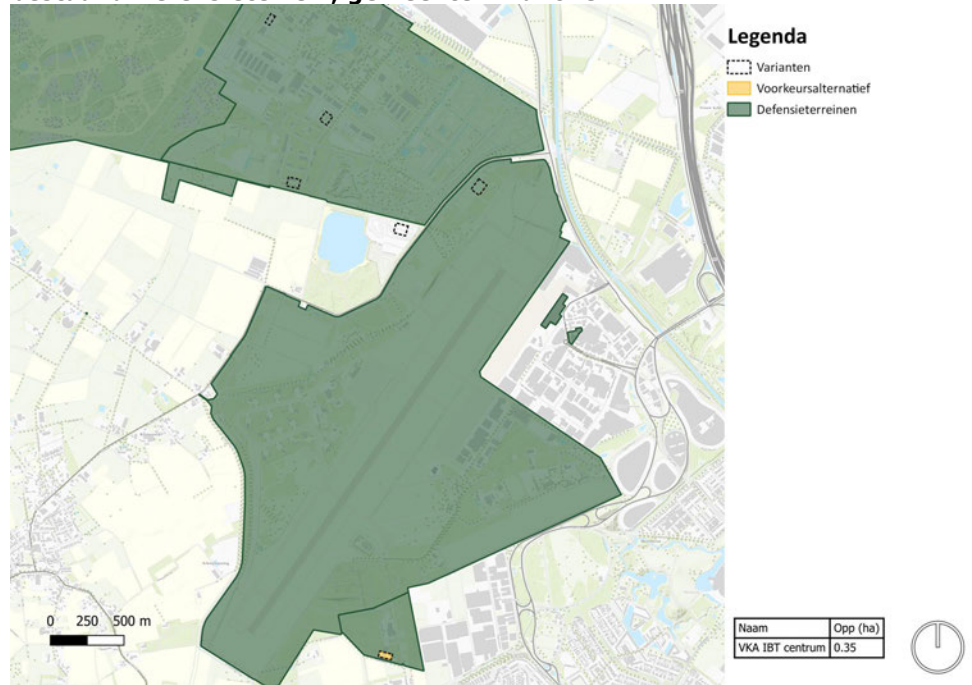 Legenda
Varianten
Voorkeursalternatief
Defensieterreinen
0 250 500 m
Naam Opp (ha)
VKA IBT centrum 0.35